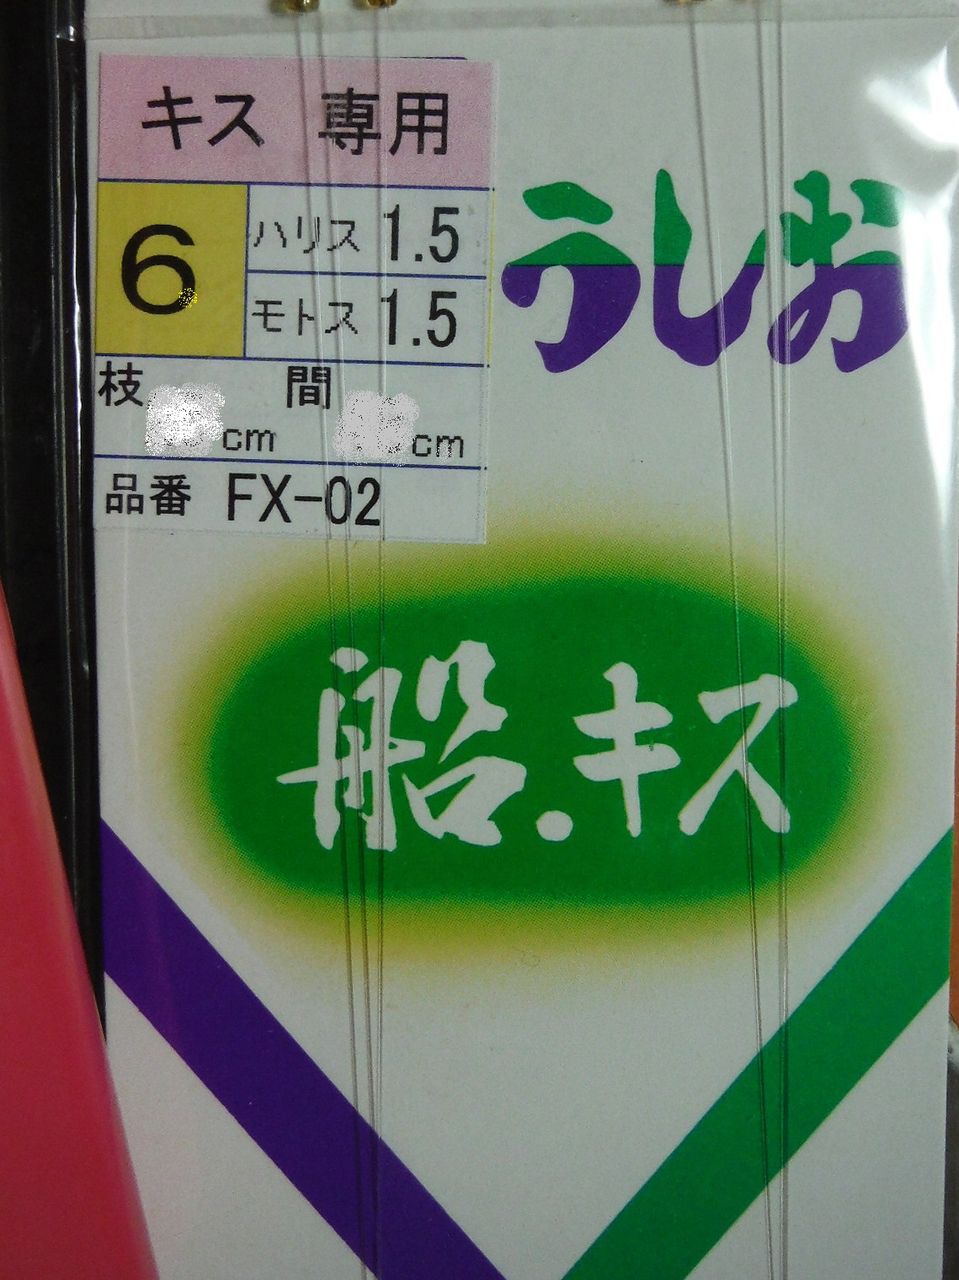 キス 専用
6
ハリス 1.5
モトス 1.5
枝 間
cm cm
品番 FX-02
うしお
船.キス